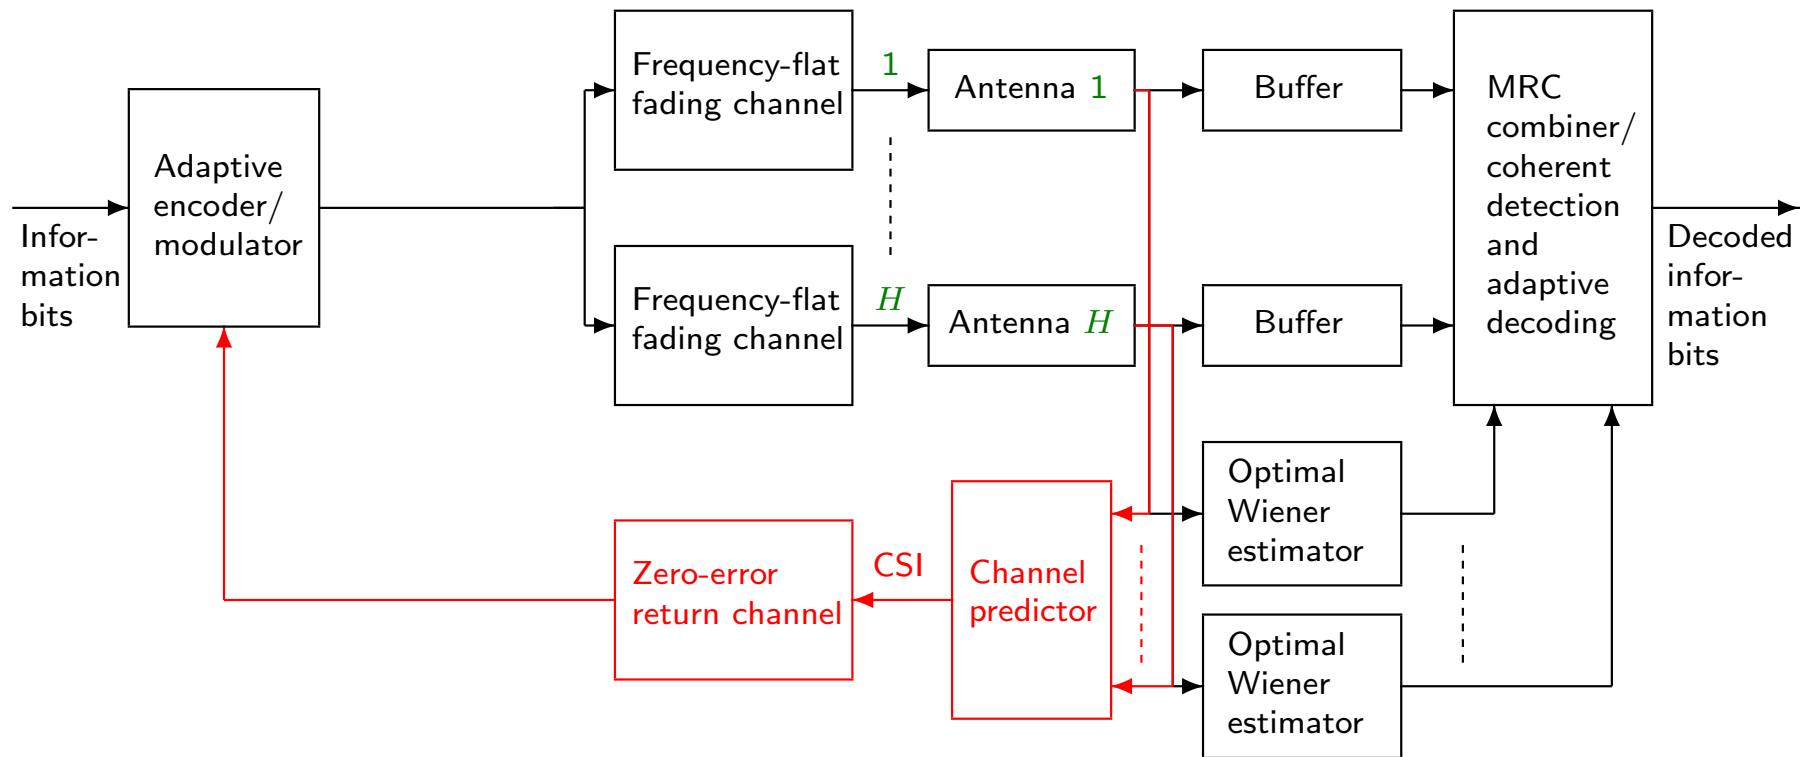 Infor-
mation
bits
Adaptive
encoder/
modulator
Frequency-flat
fading channel
1
Antenna 1
Buffer
Frequency-flat
fading channel
H
Antenna H
Buffer
MRC
combiner/
coherent
detection
and
adaptive
decoding
Decoded
infor-
mation
bits
Zero-error
return channel
CSI
Channel
predictor
Optimal
Wiener
estimator
Optimal
Wiener
estimator